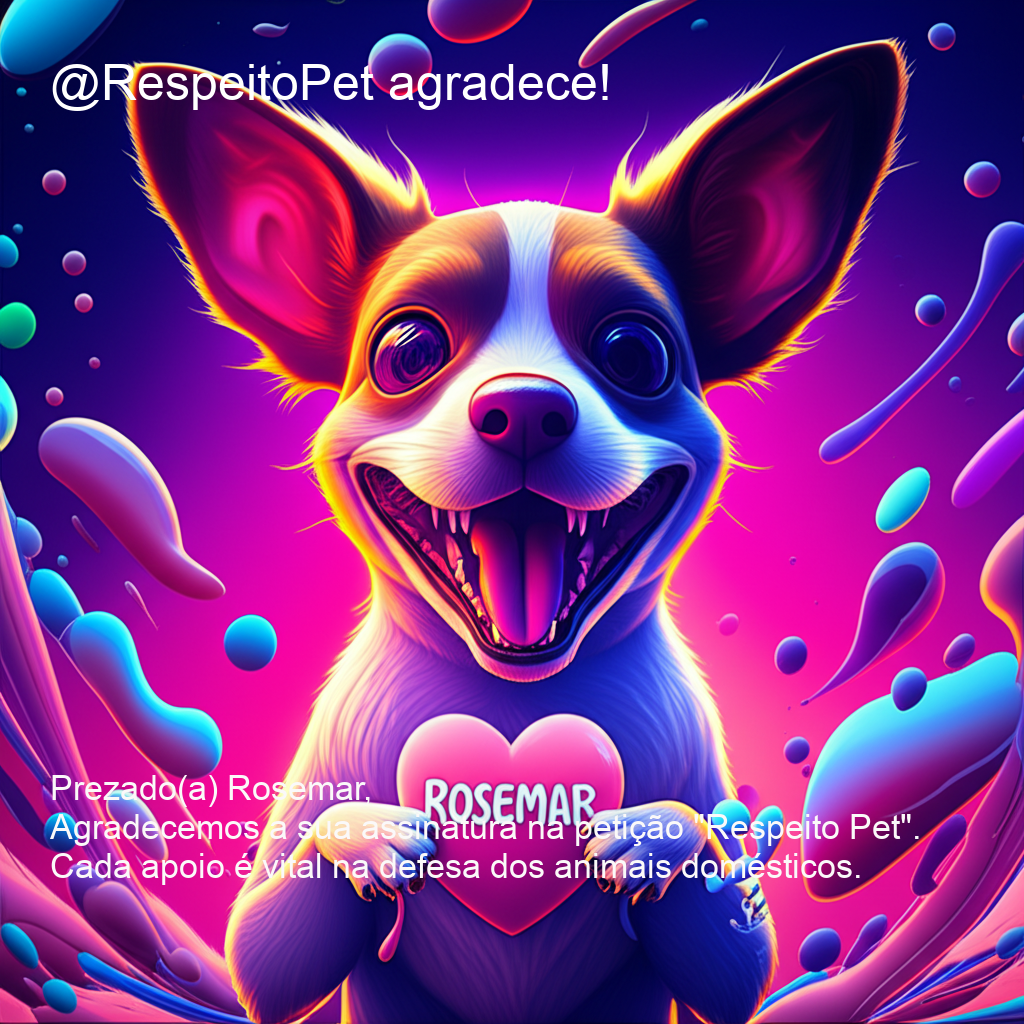 @RespeitoPet agradece!
ROSEMAR
Prezado(a) Rosemar,
Agradecemos a sua assinatura na petição "Respeito Pet".
Cada apoio é vital na defesa dos animais domésticos.